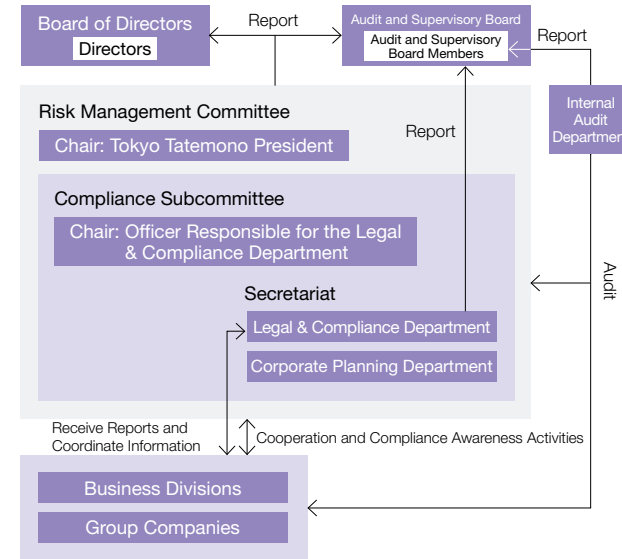 Board of Directors
Directors
Report
Audit and Supervisory Board
Audit and Supervisory
Board Members
Report
Internal
Audit
Departmen
Risk Management Committee
Chair: Tokyo Tatemono President
Report
Compliance Subcommittee
Chair: Officer Responsible for the Legal
& Compliance Department
Audit
Secretariat
Legal & Compliance Department
Corporate Planning Department
Receive Reports and
Coordinate Information
Cooperation and Compliance Awareness Activities
Business Divisions
Group Companies